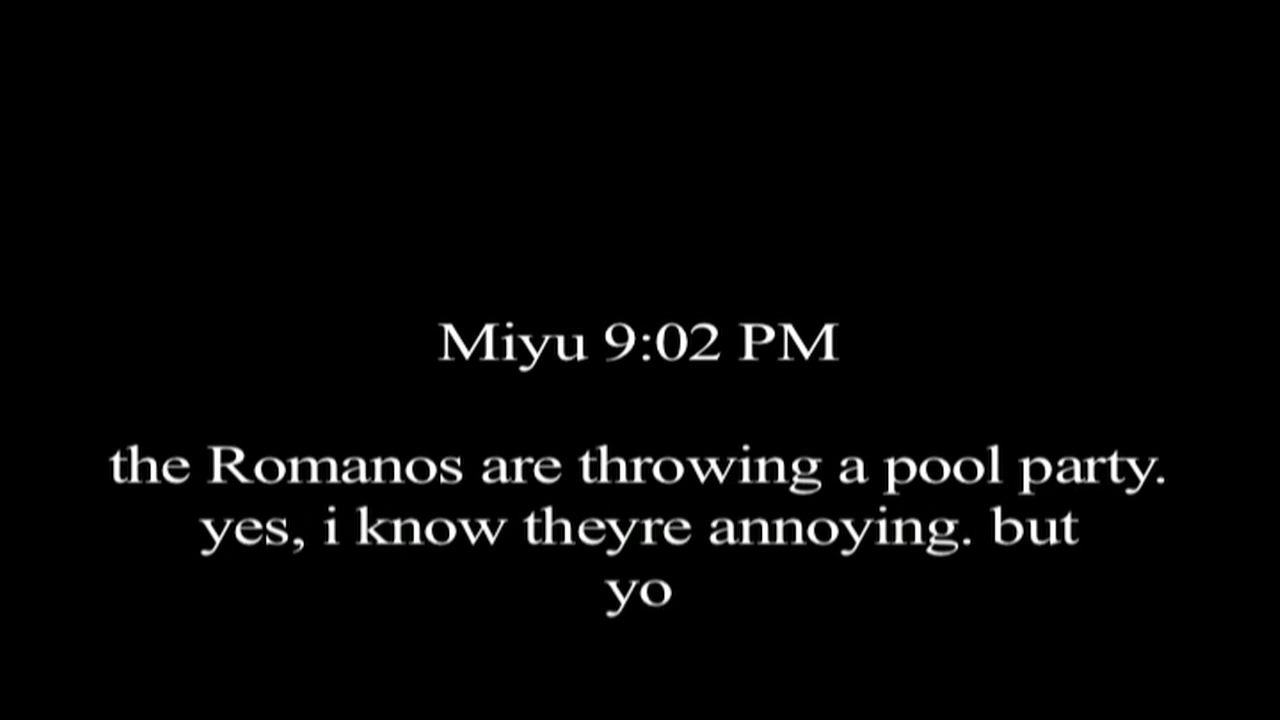 Miyu 9:02 PM
the Romanos are throwing a pool party.
yes, i know theyre annoying. but
yo